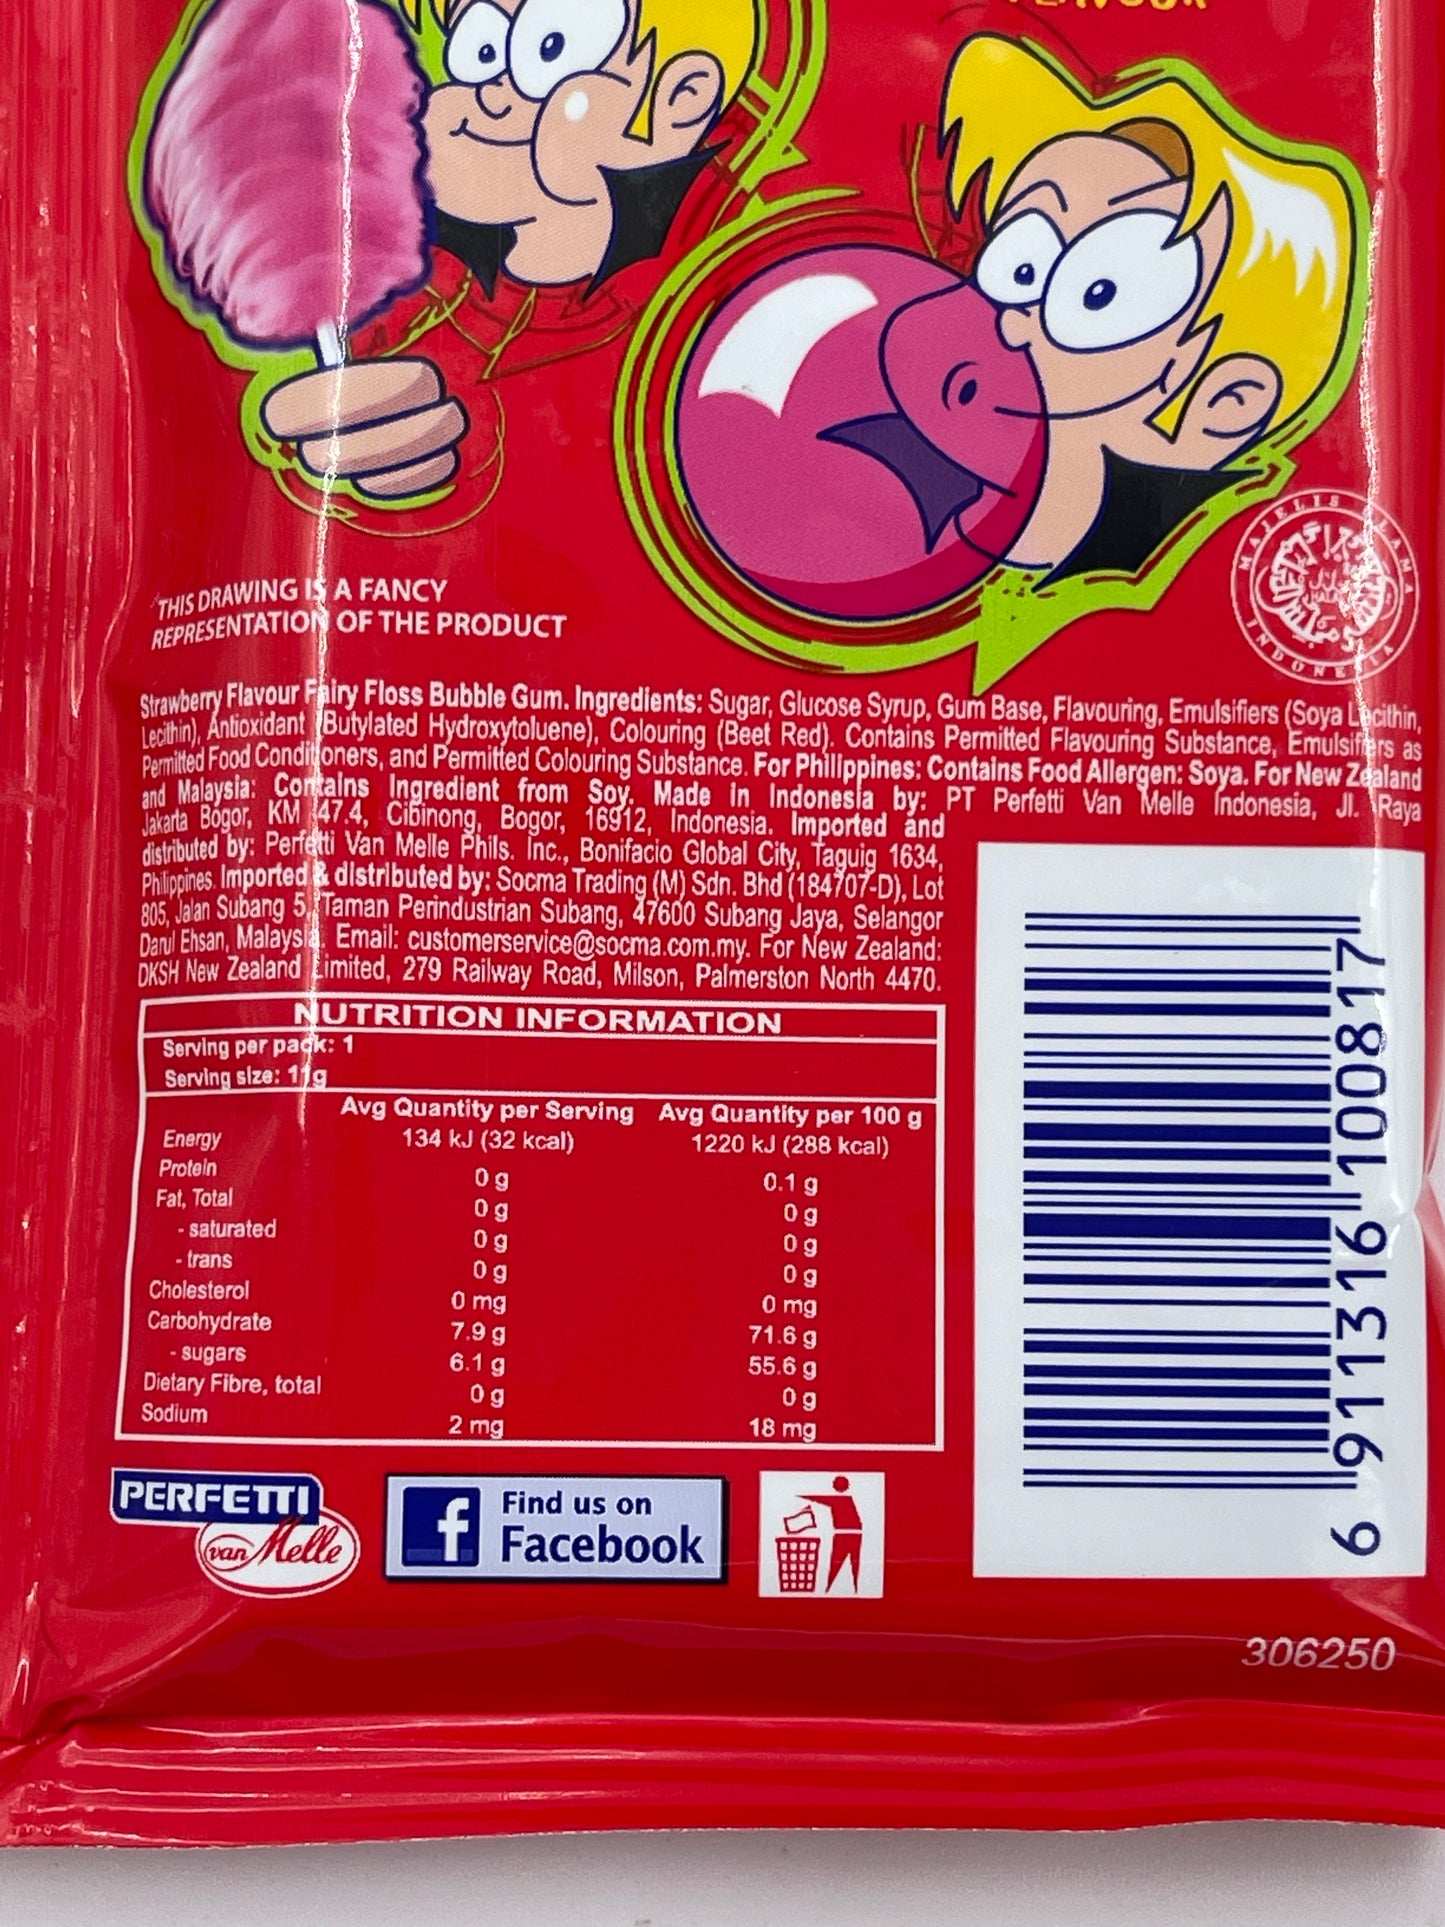 THIS DRAWING IS A FANCY
REPRESENTATION OF THE PRODUCT
MAJELIS ULAMA
INDONESIA
HALAL
Strawberry Flavour Fairy Floss Bubble Gum. Ingredients: Sugar, Glucose Syrup, Gum Base, Flavouring, Emulsifiers (Soya Lecithin,
Lecithin), Antioxidant (Butylated Hydroxytoluene), Colouring (Beet Red). Contains Permitted Flavouring Substance, Emulsifiers as
Permitted Food Conditioners, and Permitted Colouring Substance. For Philippines: Contains Food Allergen: Soya. For New Zealand
and Malaysia: Contains Ingredient from Soy. Made in Indonesia by: PT Perfetti Van Melle Indonesia, Jl. Raya
Jakarta Bogor, KM 47.4, Cibinong, Bogor, 16912, Indonesia. Imported and
distributed by: Perfetti Van Melle Phils. Inc., Bonifacio Global City, Taguig 1634,
Philippines. Imported & distributed by: Socma Trading (M) Sdn. Bhd (184707-D), Lot
805, Jalan Subang 5, Taman Perindustrian Subang, 47600 Subang Jaya, Selangor
Darul Ehsan, Malaysia. Email: customerservice@socma.com.my. For New Zealand:
DKSH New Zealand Limited, 279 Railway Road, Milson, Palmerston North 4470.
NUTRITION INFORMATION
Serving per pack: 1
Serving size: 11g
Avg Quantity per Serving Avg Quantity per 100 g
Energy 134 kJ (32 kcal) 1220 kJ (288 kcal)
Protein 0 g 0.1 g
Fat, Total 0 g 0 g
- saturated 0 g 0 g
- trans 0 g 0 g
Cholesterol 0 mg 0 mg
Carbohydrate 7.9 g 71.6 g
- sugars 6.1 g 55.6 g
Dietary Fibre, total 0 g 0 g
Sodium 2 mg 18 mg
6 911316 100817
PERFETTI
van Melle
f Find us on
Facebook
306250